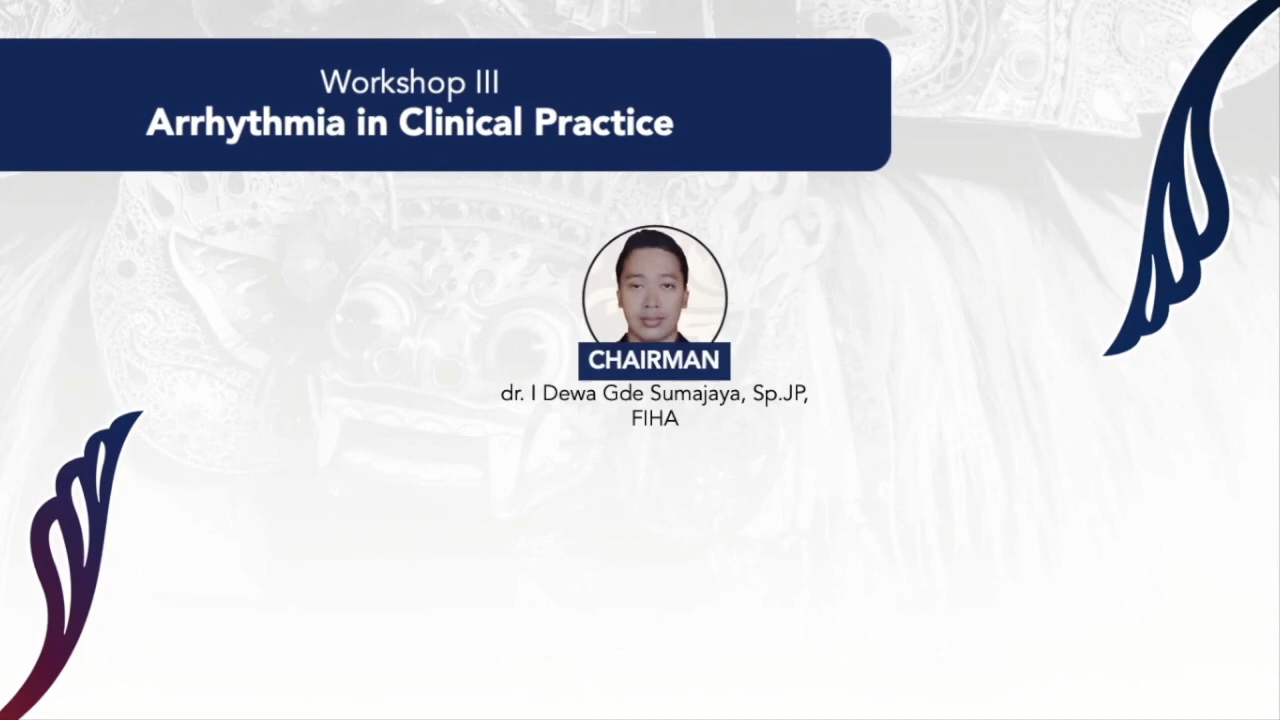 Workshop III
Arrhythmia in Clinical Practice
CHAIRMAN
dr. I Dewa Gde Sumajaya, Sp.JP,
FIHA